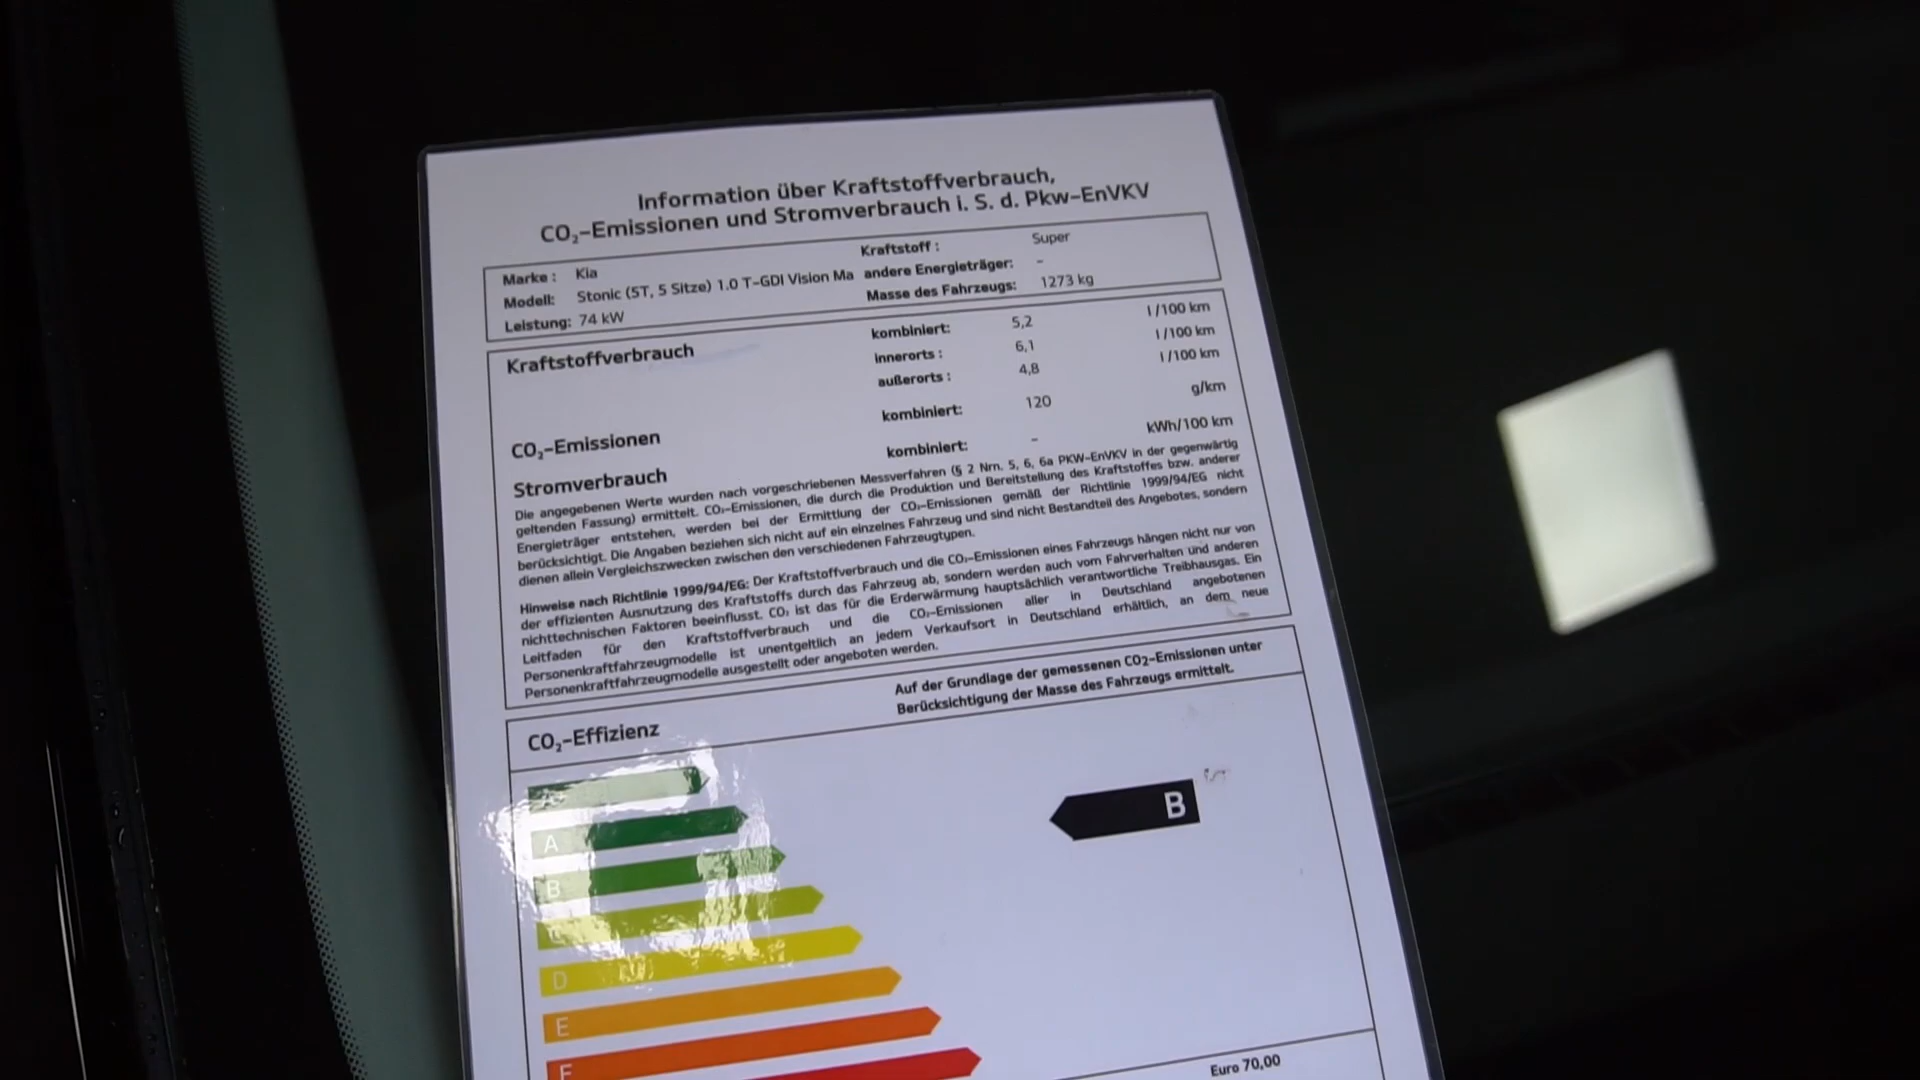 Information über Kraftstoffverbrauch,
CO₂-Emissionen und Stromverbrauch i. S. d. Pkw-EnVKV
Marke: Kia
Modell: Stonic (5T, 5 Sitze) 1.0 T-GDI Vision Ma
Leistung: 74 kW
Kraftstoff: Super
andere Energieträger: -
Masse des Fahrzeugs: 1273 kg
Kraftstoffverbrauch kombiniert: 5,2 l/100 km
innerorts: 6,1 l/100 km
außerorts: 4,8 l/100 km
CO₂-Emissionen kombiniert: 120 g/km
Stromverbrauch kombiniert: - kWh/100 km
Die angegebenen Werte wurden nach vorgeschriebenen Messverfahren (§ 2 Nrn. 5, 6, 6a PKW-EnVKV in der gegenwärtig
geltenden Fassung) ermittelt. CO₂-Emissionen, die durch die Produktion und Bereitstellung des Kraftstoffes bzw. anderer
Energieträger entstehen, werden bei der Ermittlung der CO₂-Emissionen gemäß der Richtlinie 1999/94/EG nicht
berücksichtigt. Die Angaben beziehen sich nicht auf ein einzelnes Fahrzeug und sind nicht Bestandteil des Angebotes, sondern
dienen allein Vergleichszwecken zwischen den verschiedenen Fahrzeugtypen.
Hinweise nach Richtlinie 1999/94/EG: Der Kraftstoffverbrauch und die CO₂-Emissionen eines Fahrzeugs hängen nicht nur von
der effizienten Ausnutzung des Kraftstoffs durch das Fahrzeug ab, sondern werden auch vom Fahrverhalten und anderen
nichttechnischen Faktoren beeinflusst. CO₂ ist das für die Erderwärmung hauptsächlich verantwortliche Treibhausgas. Ein
Leitfaden für den Kraftstoffverbrauch und die CO₂-Emissionen aller in Deutschland angebotenen
Personenkraftfahrzeugmodelle ist unentgeltlich an jedem Verkaufsort in Deutschland erhältlich, an dem neue
Personenkraftfahrzeugmodelle ausgestellt oder angeboten werden.
CO₂-Effizienz
Auf der Grundlage der gemessenen CO2-Emissionen unter
Berücksichtigung der Masse des Fahrzeugs ermittelt.
A
B
B
D
E
F
Euro 70,00